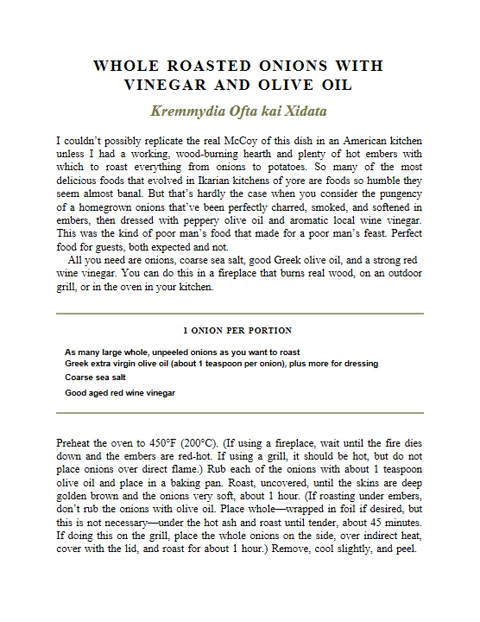 WHOLE ROASTED ONIONS WITH
VINEGAR AND OLIVE OIL
Kremmydia Ofta kai Xidata
I couldn’t possibly replicate the real McCoy of this dish in an American kitchen
unless I had a working, wood-burning hearth and plenty of hot embers with
which to roast everything from onions to potatoes. So many of the most
delicious foods that evolved in Ikarian kitchens of yore are foods so humble they
seem almost banal. But that’s hardly the case when you consider the pungency
of a homegrown onions that’ve been perfectly charred, smoked, and softened in
embers, then dressed with peppery olive oil and aromatic local wine vinegar.
This was the kind of poor man’s food that made for a poor man’s feast. Perfect
food for guests, both expected and not.
All you need are onions, coarse sea salt, good Greek olive oil, and a strong red
wine vinegar. You can do this in a fireplace that burns real wood, on an outdoor
grill, or in the oven in your kitchen.
1 ONION PER PORTION
As many large whole, unpeeled onions as you want to roast
Greek extra virgin olive oil (about 1 teaspoon per onion), plus more for dressing
Coarse sea salt
Good aged red wine vinegar
Preheat the oven to 450°F (200°C). (If using a fireplace, wait until the fire dies
down and the embers are red-hot. If using a grill, it should be hot, but do not
place onions over direct flame.) Rub each of the onions with about 1 teaspoon
olive oil and place in a baking pan. Roast, uncovered, until the skins are deep
golden brown and the onions very soft, about 1 hour. (If roasting under embers,
don’t rub the onions with olive oil. Place whole—wrapped in foil if desired, but
this is not necessary—under the hot ash and roast until tender, about 45 minutes.
If doing this on the grill, place the whole onions on the side, over indirect heat,
cover with the lid, and roast for about 1 hour.) Remove, cool slightly, and peel.